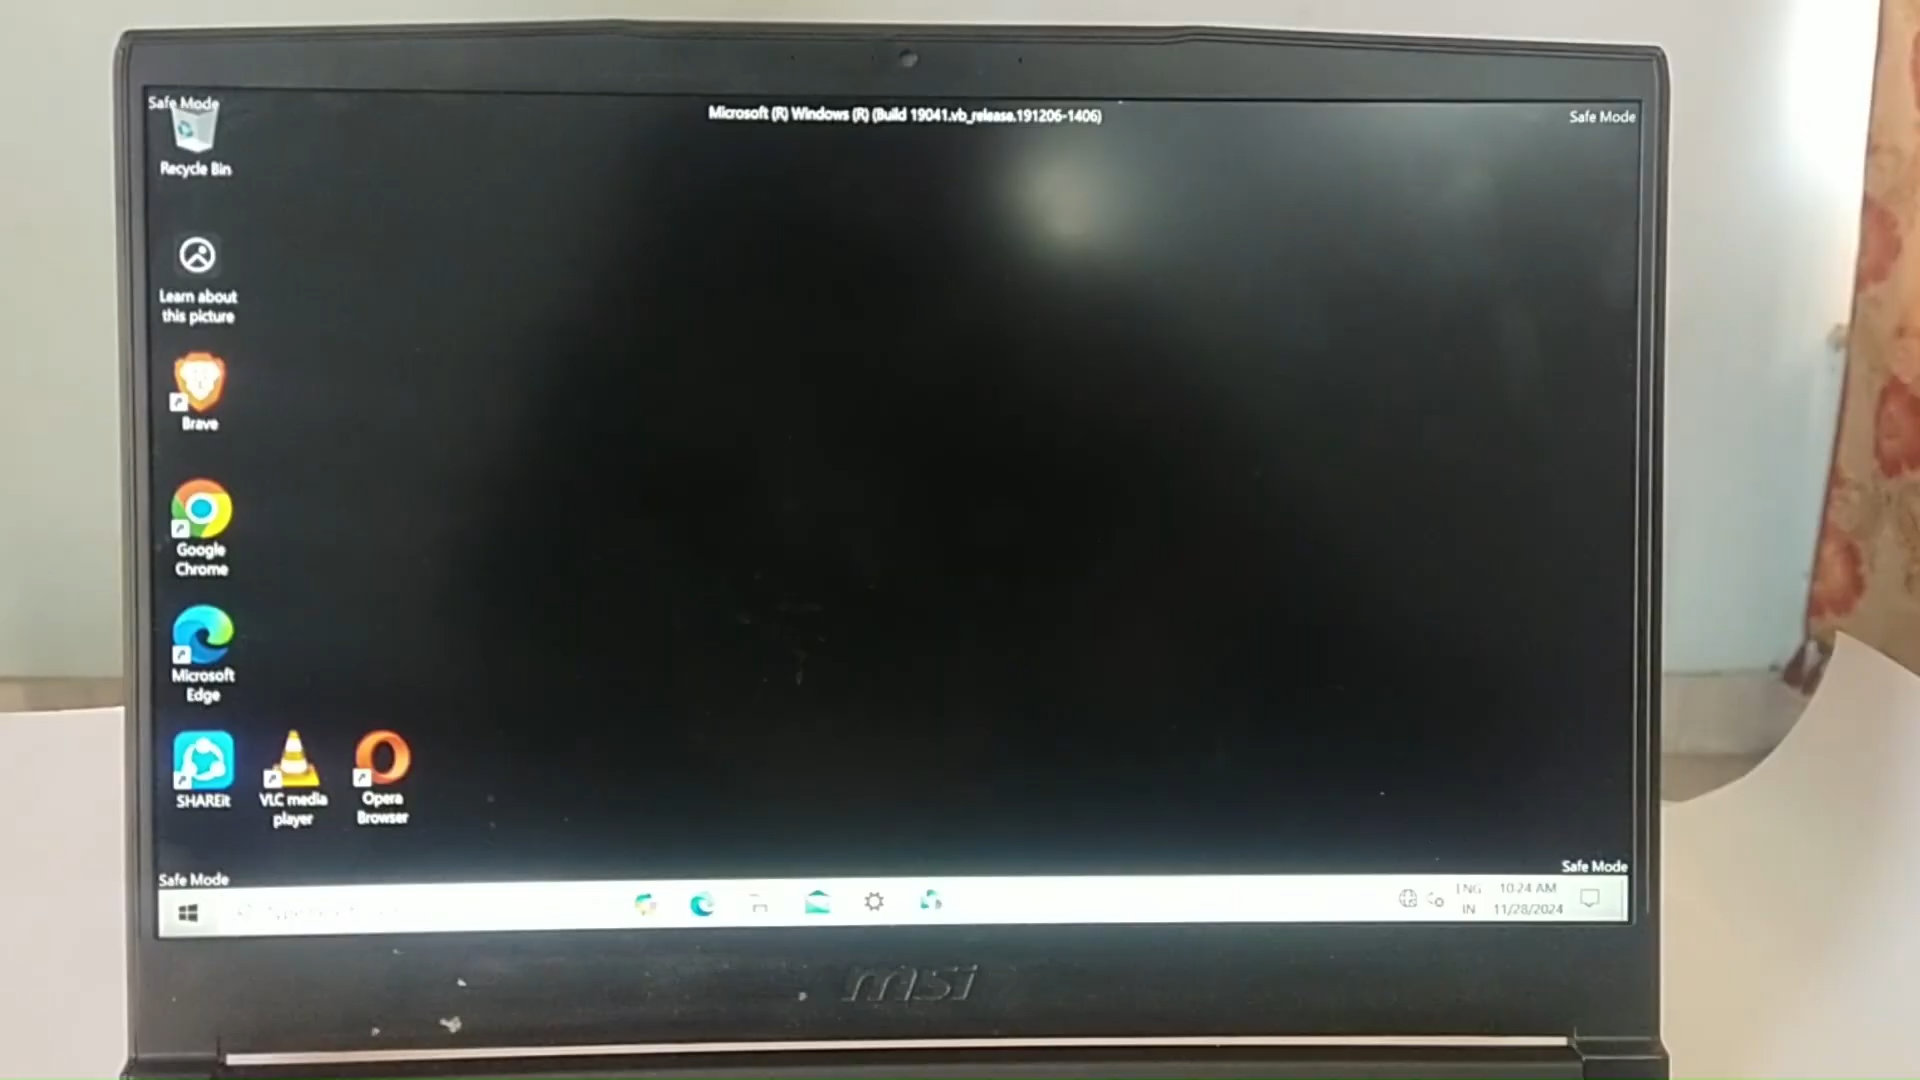 Safe Mode
Microsoft (R) Windows (R) (Build 19041.vb_release.191206-1406)
Safe Mode
Recycle Bin
Learn about
this picture
Brave
Google
Chrome
Microsoft
Edge
SHAREit
VLC media
player
Opera
Browser
Safe Mode
Safe Mode
ENG
IN
10:24 AM
11/28/2024
msi